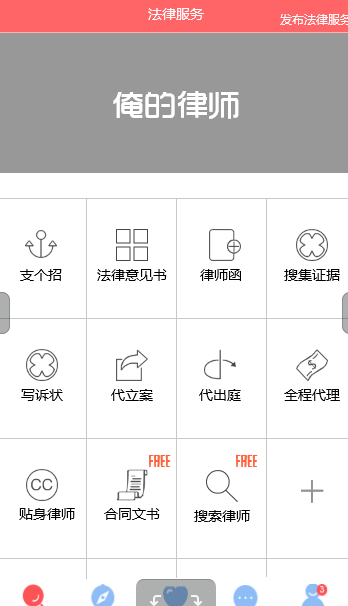 法律服务
发布法律服务
俺的律师
支个招 法律意见书 律师函 搜集证据
写诉状 代立案 代出庭 全程代理
FREE FREE
CC
贴身律师 合同文书 搜索律师
3